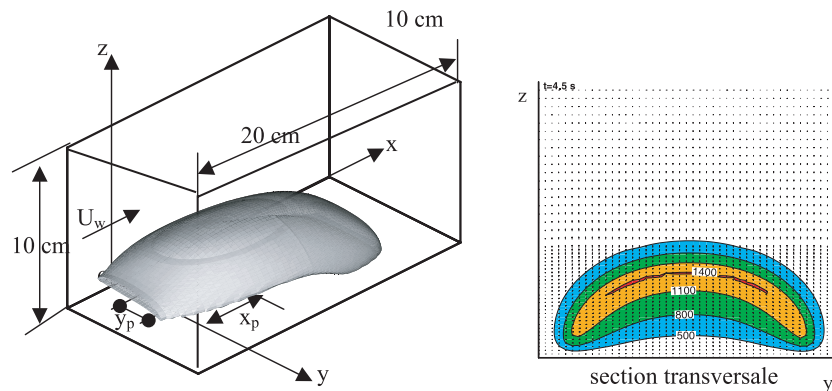 10 cm
z
20 cm
x
U_w
10 cm
y_p
x_p
y
z
t=4,5 s
1400
1100
800
500
section transversale
y